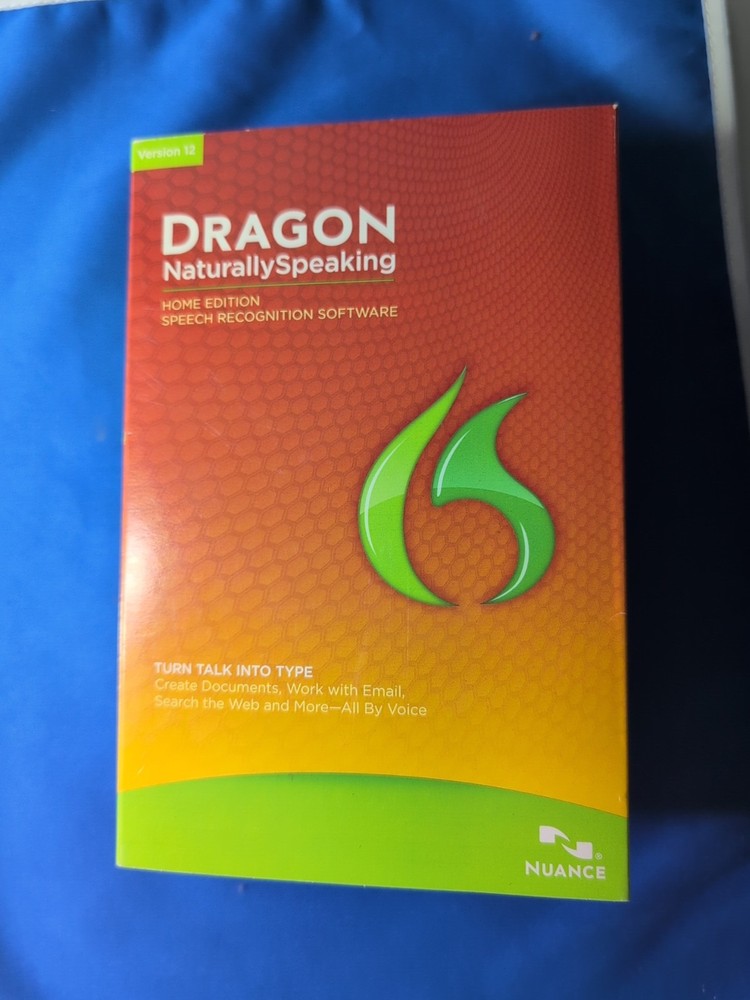 Version 12
DRAGON
NaturallySpeaking
HOME EDITION
SPEECH RECOGNITION SOFTWARE
TURN TALK INTO TYPE
Create Documents, Work with Email,
Search the Web and More—All By Voice
NUANCE